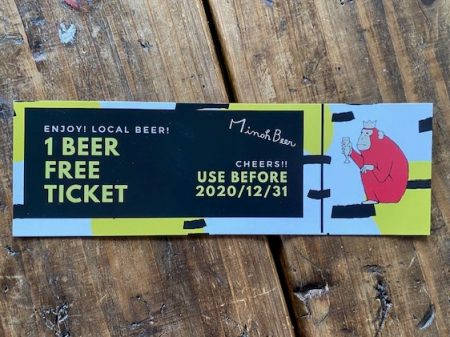 ENJOY! LOCAL BEER!
1 BEER
FREE
TICKET
Minoh Beer
CHEERS!!
USE BEFORE
2020/12/31